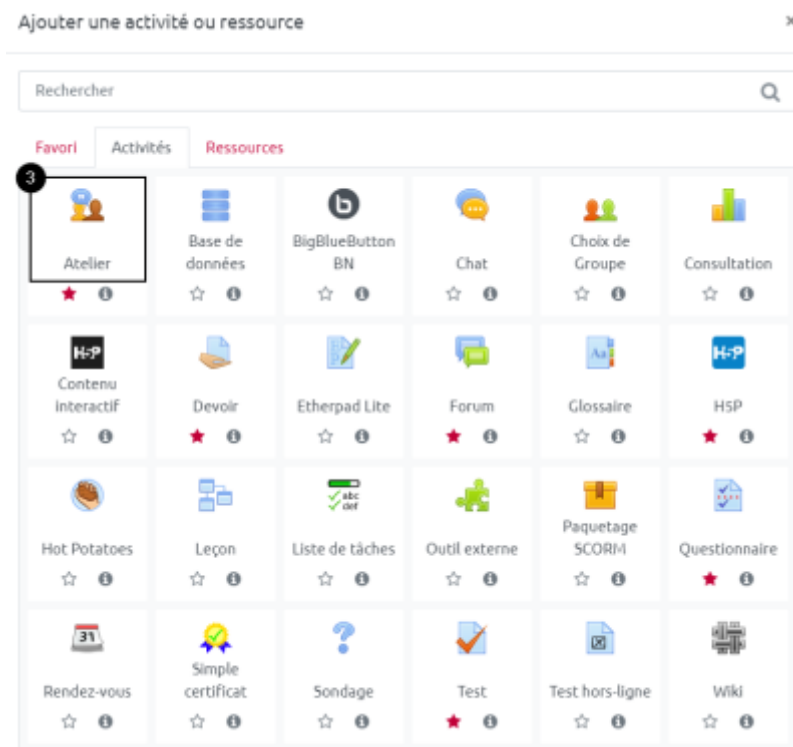 Ajouter une activité ou ressource ×
Rechercher
Favori Activités Ressources
3
Atelier
Base de
données
BigBlueButton
BN
Chat
Choix de
Groupe
Consultation
H-P
Contenu
interactif
Devoir
Etherpad Lite
Forum
Aa
Glossaire
H5P
H5P
Hot Potatoes
Leçon
abc
def
Liste de tâches
Outil externe
Paquetage
SCORM
Questionnaire
31
Rendez-vous
Simple
certificat
?
Sondage
Test
Test hors-ligne
Wiki